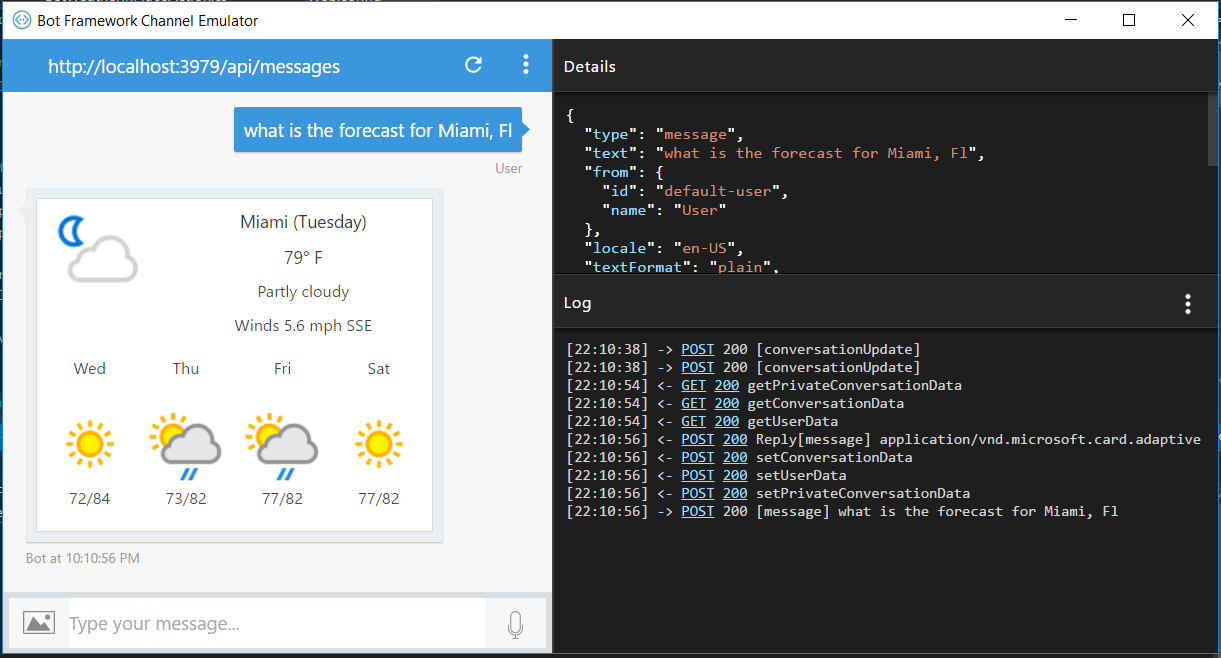 Bot Framework Channel Emulator
http://localhost:3979/api/messages
what is the forecast for Miami, Fl
User
Miami (Tuesday)
79° F
Partly cloudy
Winds 5.6 mph SSE
Wed Thu Fri Sat
72/84 73/82 77/82 77/82
Bot at 10:10:56 PM
Type your message...
Details
{
"type": "message",
"text": "what is the forecast for Miami, Fl",
"from": {
"id": "default-user",
"name": "User"
},
"locale": "en-US",
"textFormat": "plain",
Log
[22:10:38] -> POST 200 [conversationUpdate]
[22:10:38] -> POST 200 [conversationUpdate]
[22:10:54] <- GET 200 getPrivateConversationData
[22:10:54] <- GET 200 getConversationData
[22:10:54] <- GET 200 getUserData
[22:10:56] <- POST 200 Reply[message] application/vnd.microsoft.card.adaptive
[22:10:56] <- POST 200 setConversationData
[22:10:56] <- POST 200 setUserData
[22:10:56] <- POST 200 setPrivateConversationData
[22:10:56] -> POST 200 [message] what is the forecast for Miami, Fl